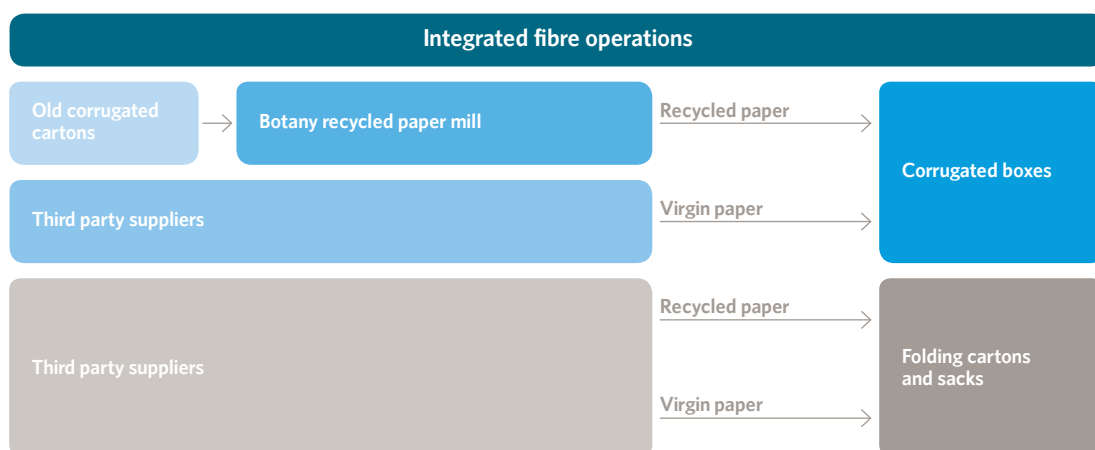 Integrated fibre operations
Old corrugated
cartons
Botany recycled paper mill
Recycled paper
Corrugated boxes
Third party suppliers
Virgin paper
Third party suppliers
Recycled paper
Folding cartons
and sacks
Virgin paper